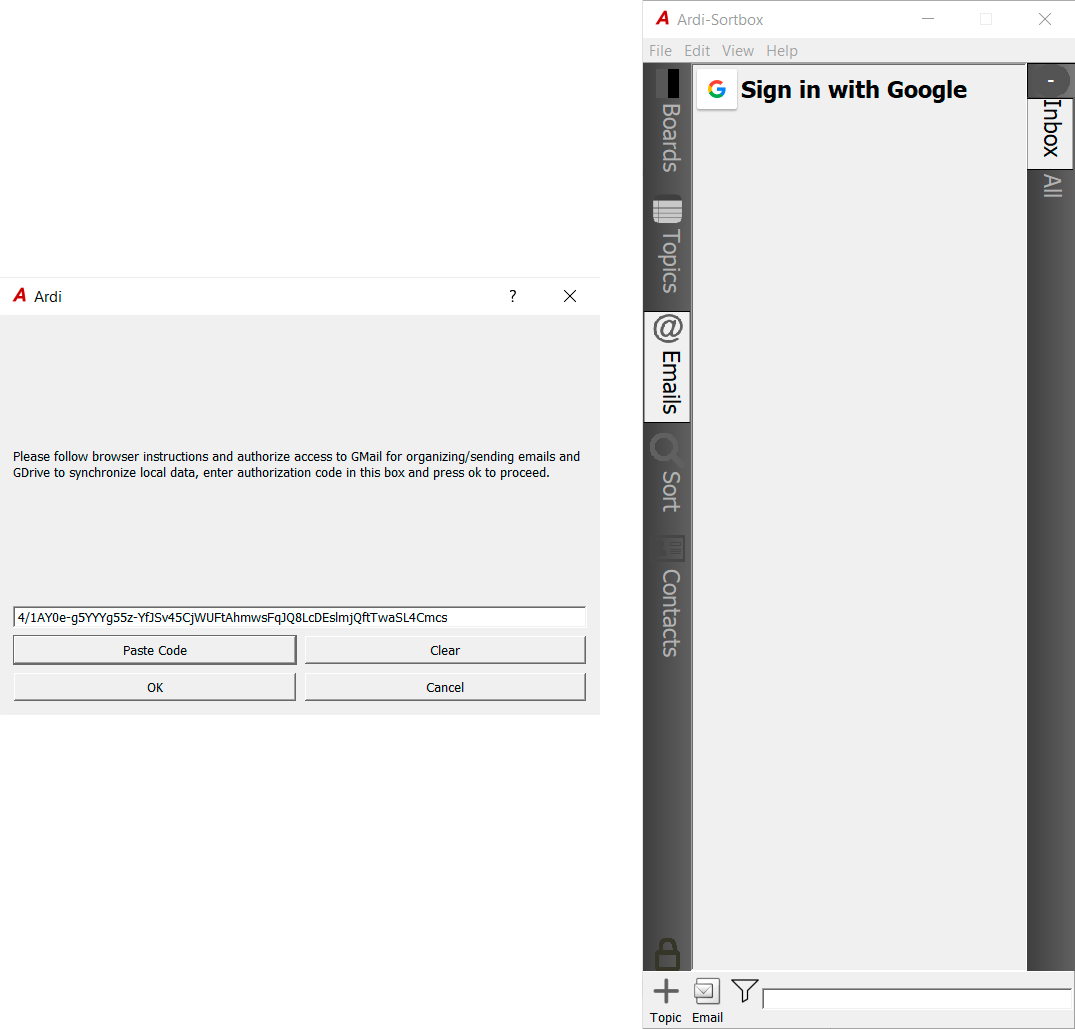 Ardi
?
Please follow browser instructions and authorize access to GMail for organizing/sending emails and
GDrive to synchronize local data, enter authorization code in this box and press ok to proceed.
4/1AY0e-g5YYYg55z-YfJSv45CjWUFtAhmwsFqJQ8LcDEslmjQftTwaSL4Cmcs
Paste Code
Clear
OK
Cancel
Ardi-Sortbox
File Edit View Help
Boards
Topics
@
Emails
Sort
Contacts
Sign in with Google
-
Inbox
All
Topic
Email